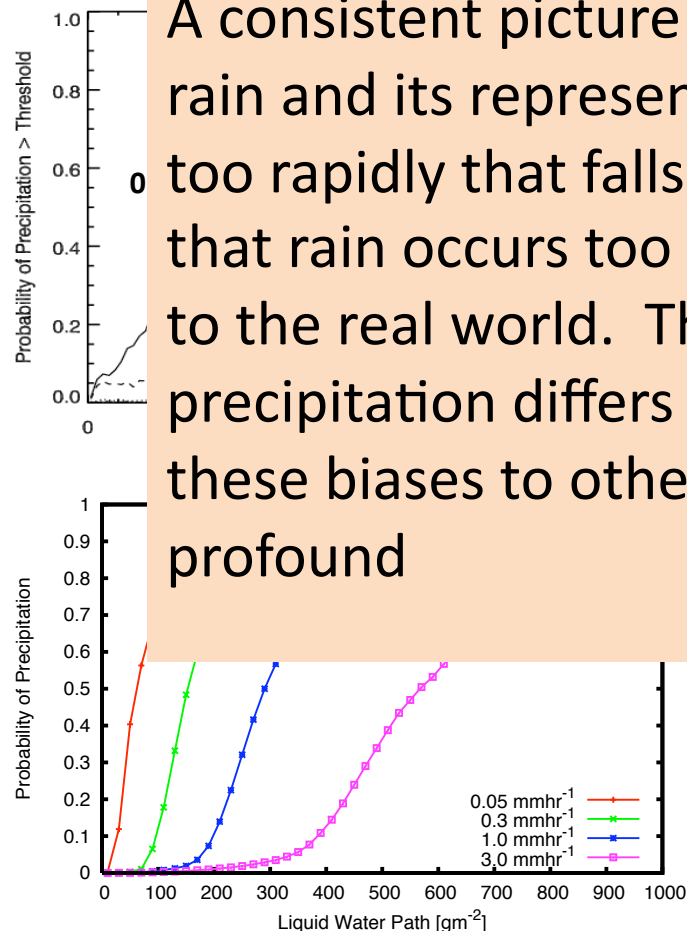 A consistent picture
rain and its represen
too rapidly that falls
that rain occurs too
to the real world. Th
precipitation differs
these biases to othe
profound
Probability of Precipitation > Threshold
1.0
0.8
0.6
0.4
0.2
0.0
0
0
Probability of Precipitation
1
0.9
0.8
0.7
0.6
0.5
0.4
0.3
0.2
0.1
0
0.05 mmhr-1
0.3 mmhr-1
1.0 mmhr-1
3.0 mmhr-1
0 100 200 300 400 500 600 700 800 900 1000
Liquid Water Path [gm-2]